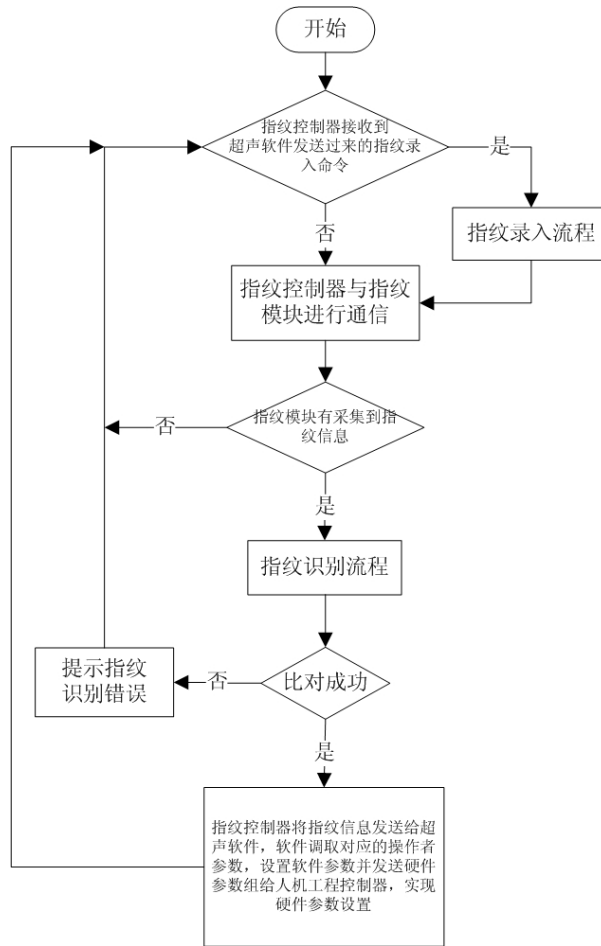 开始
指纹控制器接收到
超声软件发送过来的指纹录
入命令
是
否
指纹录入流程
指纹控制器与指纹
模块进行通信
指纹模块有采集到指
纹信息
否
是
指纹识别流程
提示指纹
识别错误
否
比对成功
是
指纹控制器将指纹信息发送给超
声软件，软件调取对应的操作者
参数，设置软件参数并发送硬件
参数组给人机工程控制器，实现
硬件参数设置